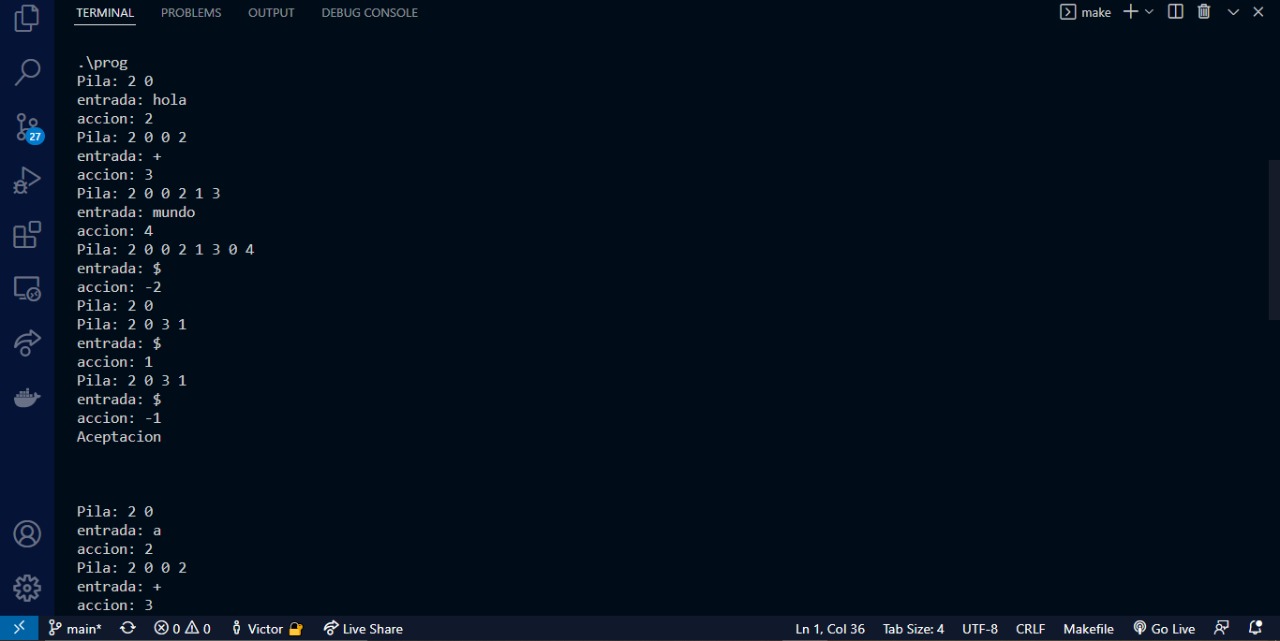 TERMINAL PROBLEMS OUTPUT DEBUG CONSOLE make
.\prog
Pila: 2 0
entrada: hola
accion: 2
Pila: 2 0 0 2
entrada: +
accion: 3
Pila: 2 0 0 2 1 3
entrada: mundo
accion: 4
Pila: 2 0 0 2 1 3 0 4
entrada: $
accion: -2
Pila: 2 0
Pila: 2 0 3 1
entrada: $
accion: 1
Pila: 2 0 3 1
entrada: $
accion: -1
Aceptacion
Pila: 2 0
entrada: a
accion: 2
Pila: 2 0 0 2
entrada: +
accion: 3
27
main* 0 0 Victor Live Share Ln 1, Col 36 Tab Size: 4 UTF-8 CRLF Makefile Go Live